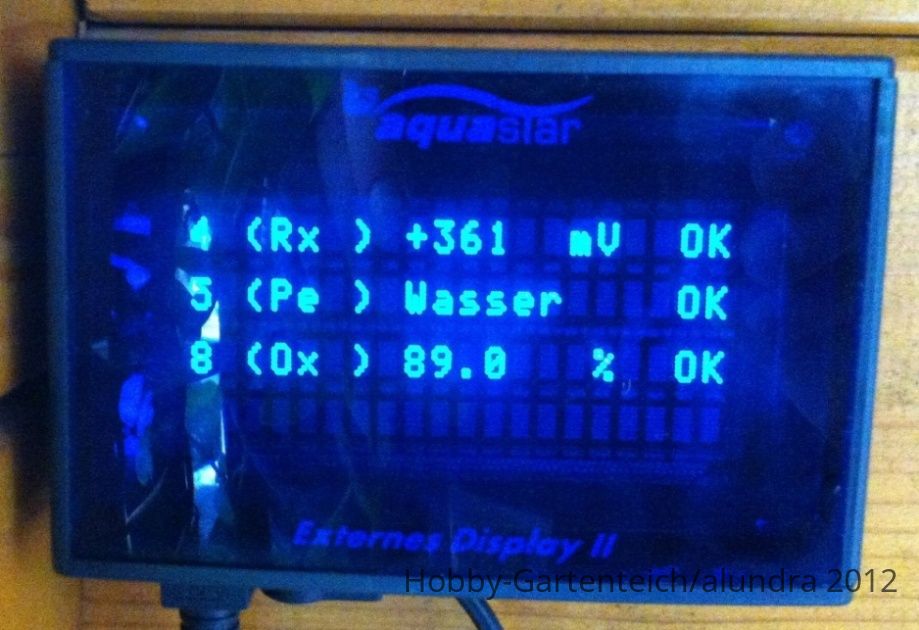 aquastar
4 (Rx ) +361 mV OK
5 (Pe ) Wasser OK
8 (Ox ) 89.0 % OK
Externes Display II
Hobby-Gartenteich/alundra 2012